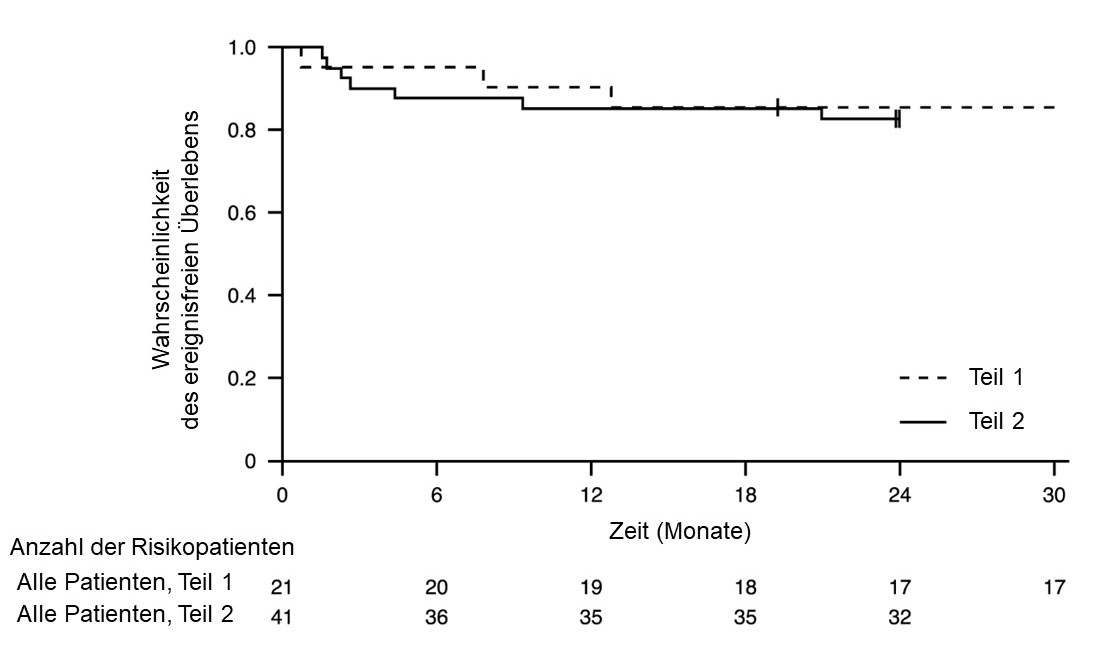 1.0
0.8
0.6
0.4
0.2
0
Wahrscheinlichkeit
des ereignisfreien Überlebens
Teil 1
Teil 2
0 6 12 18 24 30
Zeit (Monate)
Anzahl der Risikopatienten
Alle Patienten, Teil 1 21 20 19 18 17 17
Alle Patienten, Teil 2 41 36 35 35 32